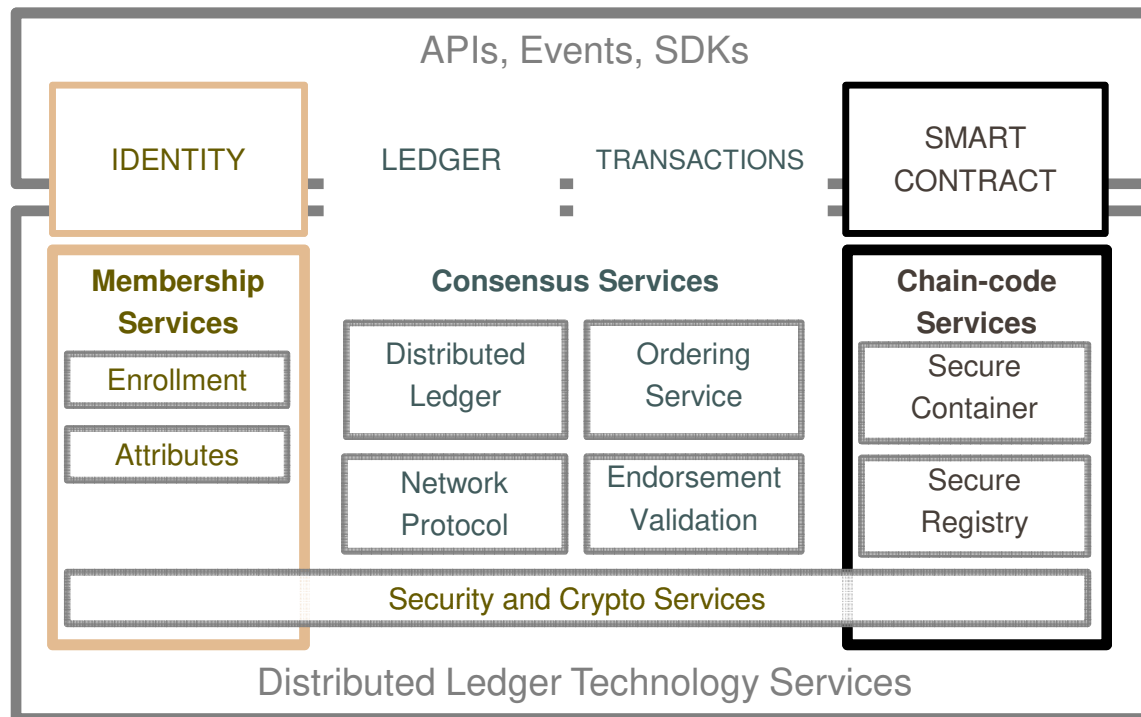 APIs, Events, SDKs
IDENTITY
LEDGER
TRANSACTIONS
SMART
CONTRACT
Membership
Services
Enrollment
Attributes
Consensus Services
Distributed
Ledger
Ordering
Service
Network
Protocol
Endorsement
Validation
Chain-code
Services
Secure
Container
Secure
Registry
Security and Crypto Services
Distributed Ledger Technology Services